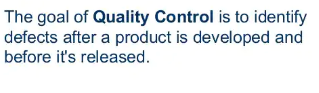 The goal of Quality Control is to identify
defects after a product is developed and
before it's released.